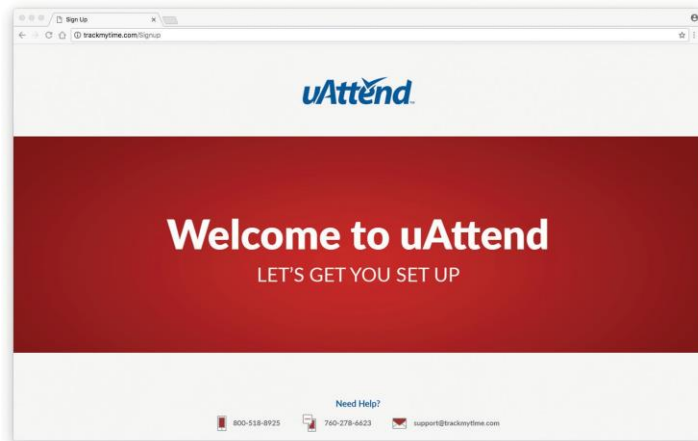 Sign Up
trackmytime.com/Signup
uAttend
Welcome to uAttend
LET'S GET YOU SET UP
Need Help?
800-518-8925 760-278-6623 support@trackmytime.com